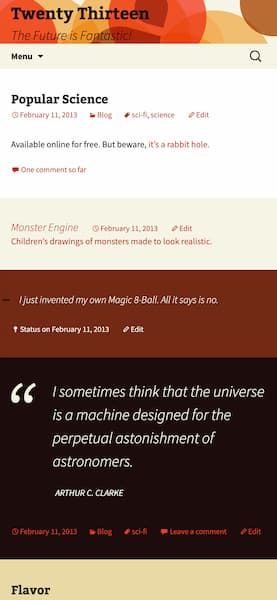 Twenty Thirteen
The Future is Fantastic!
Menu
Popular Science
February 11, 2013 Blog sci-fi, science Edit
Available online for free. But beware, it's a rabbit hole.
One comment so far
Monster Engine February 11, 2013 Edit
Children's drawings of monsters made to look realistic.
I just invented my own Magic 8-Ball. All it says is no.
Status on February 11, 2013 Edit
“ I sometimes think that the universe
is a machine designed for the
perpetual astonishment of
astronomers.
ARTHUR C. CLARKE
February 11, 2013 Blog sci-fi Leave a comment Edit
Flavor